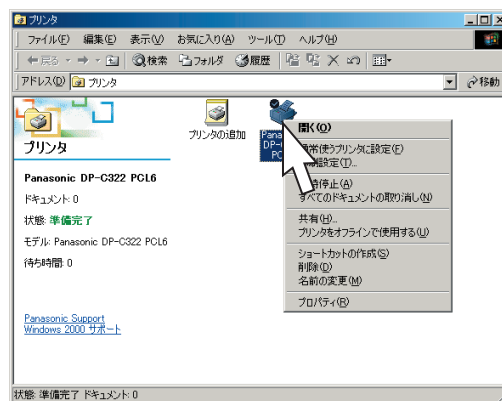 プリンタ
ファイル(F) 編集(E) 表示(V) お気に入り(A) ツール(T) ヘルプ(H)
戻る 検索 フォルダ 履歴
アドレス(D) プリンタ 移動
プリンタ
Panasonic DP-C322 PCL6
ドキュメント: 0
状態: 準備完了
モデル: Panasonic DP-C322 PCL6
待ち時間: 0
Panasonic Support
Windows 2000 サポート
プリンタの追加
開く(O)
常使うプリンタに設定(F)
設定(T)...
停止(A)
すべてのドキュメントの取り消し(N)
共有(H)...
プリンタをオフラインで使用する(U)
ショートカットの作成(S)
削除(D)
名前の変更(M)
プロパティ(R)
状態: 準備完了 ドキュメント: 0